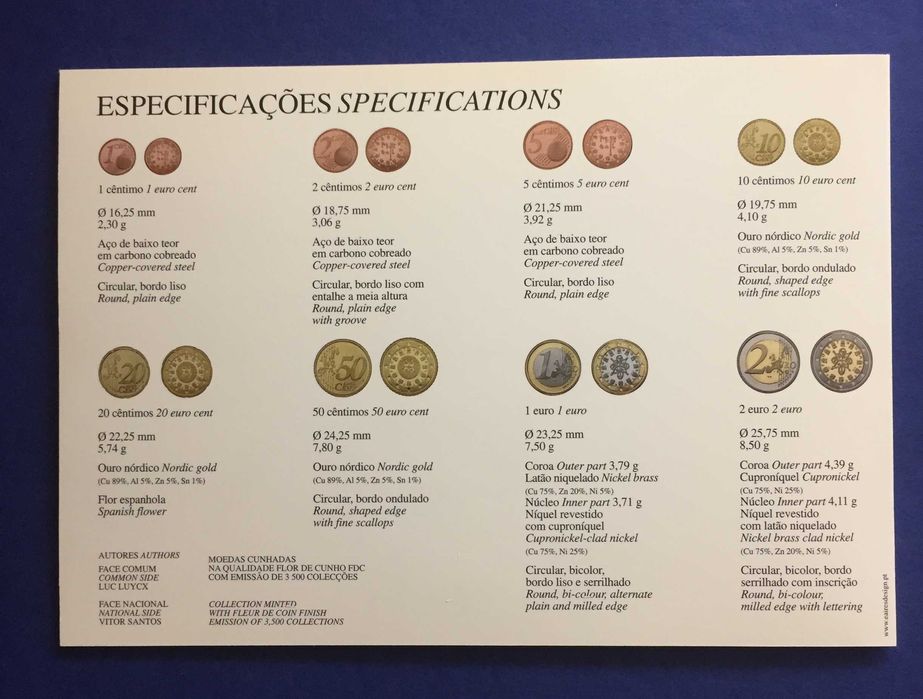 ESPECIFICAÇÕES SPECIFICATIONS
1 cêntimo 1 euro cent
Ø 16,25 mm
2,30 g
Aço de baixo teor
em carbono cobreado
Copper-covered steel
Circular, bordo liso
Round, plain edge
2 cêntimos 2 euro cent
Ø 18,75 mm
3,06 g
Aço de baixo teor
em carbono cobreado
Copper-covered steel
Circular, bordo liso com
entalhe a meia altura
Round, plain edge
with groove
5 cêntimos 5 euro cent
Ø 21,25 mm
3,92 g
Aço de baixo teor
em carbono cobreado
Copper-covered steel
Circular, bordo liso
Round, plain edge
10 cêntimos 10 euro cent
Ø 19,75 mm
4,10 g
Ouro nórdico Nordic gold
(Cu 89%, Al 5%, Zn 5%, Sn 1%)
Circular, bordo ondulado
Round, shaped edge
with fine scallops
20 cêntimos 20 euro cent
Ø 22,25 mm
5,74 g
Ouro nórdico Nordic gold
(Cu 89%, Al 5%, Zn 5%, Sn 1%)
Flor espanhola
Spanish flower
50 cêntimos 50 euro cent
Ø 24,25 mm
7,80 g
Ouro nórdico Nordic gold
(Cu 89%, Al 5%, Zn 5%, Sn 1%)
Circular, bordo ondulado
Round, shaped edge
with fine scallops
1 euro 1 euro
Ø 23,25 mm
7,50 g
Coroa Outer part 3,79 g
Latão niquelado Nickel brass
(Cu 75%, Zn 20%, Ni 5%)
Núcleo Inner part 3,71 g
Níquel revestido
com cuproníquel
Cupronickel-clad nickel
(Cu 75%, Ni 25%)
Circular, bicolor,
bordo liso e serrilhado
Round, bi-colour, alternate
plain and milled edge
2 euro 2 euro
Ø 25,75 mm
8,50 g
Coroa Outer part 4,39 g
Cuproníquel Cupronickel
(Cu 75%, Ni 25%)
Núcleo Inner part 4,11 g
Níquel revestido
com latão niquelado
Nickel brass clad nickel
(Cu 75%, Zn 20%, Ni 5%)
Circular, bicolor, bordo
serrilhado com inscrição
Round, bi-colour,
milled edge with lettering
AUTORES AUTHORS
FACE COMUM
COMMON SIDE
LUC LUYCX
FACE NACIONAL
NATIONAL SIDE
VITOR SANTOS
MOEDAS CUNHADAS
NA QUALIDADE FLOR DE CUNHO FDC
COM EMISSÃO DE 3 500 COLECÇÕES
COLLECTION MINTED
WITH FLEUR DE COIN FINISH
EMISSION OF 3,500 COLLECTIONS
www.eairesdesign.pt
1
2
5
10
20
50
1
2